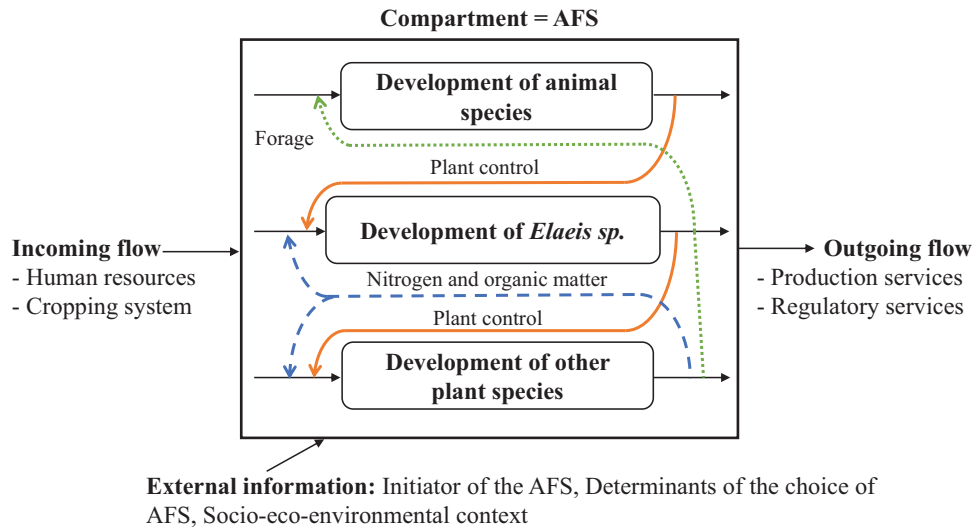 Compartment = AFS
Development of animal
species
Forage
Plant control
Development of Elaeis sp.
Incoming flow
- Human resources
- Cropping system
Nitrogen and organic matter
Plant control
Development of other
plant species
Outgoing flow
- Production services
- Regulatory services
External information: Initiator of the AFS, Determinants of the choice of
AFS, Socio-eco-environmental context